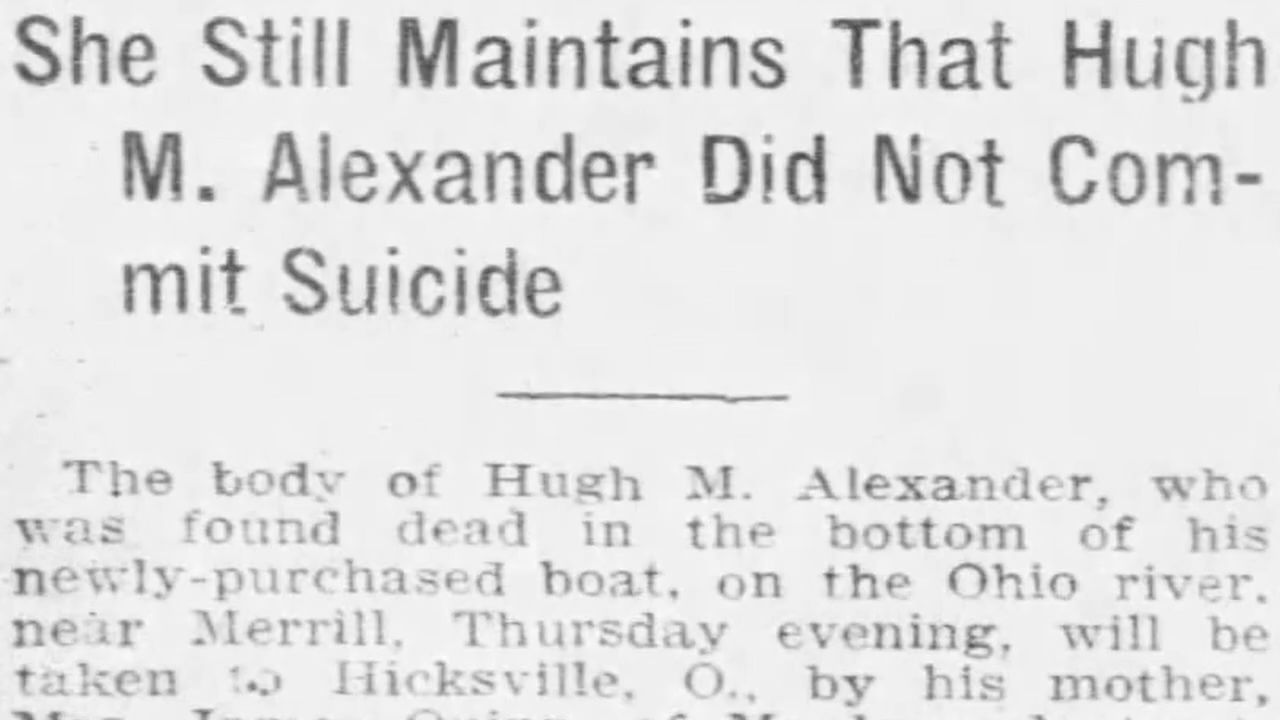 She Still Maintains That Hugh
M. Alexander Did Not Com-
mit Suicide
The body of Hugh M. Alexander, who
was found dead in the bottom of his
newly-purchased boat, on the Ohio river,
near Merrill, Thursday evening, will be
taken to Hicksville, O., by his mother,